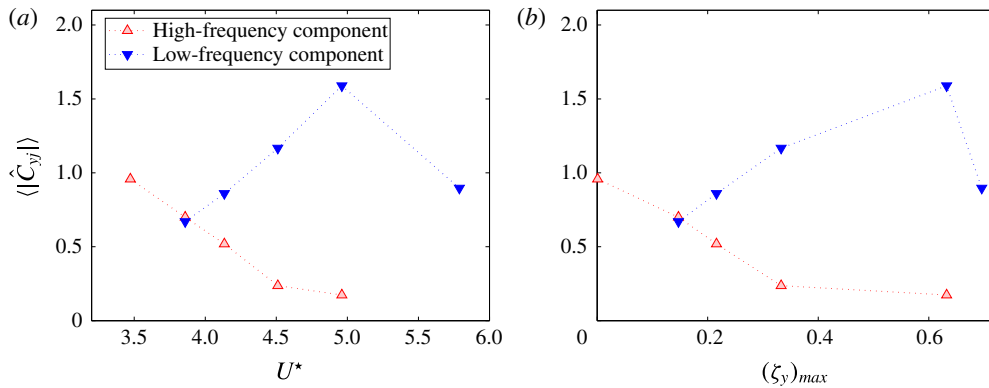 (a)
2.0
High-frequency component
Low-frequency component
1.5
1.0
0.5
0
3.5 4.0 4.5 5.0 5.5 6.0
⟨|Ĉyj|⟩
U⋆
(b)
2.0
1.5
1.0
0.5
0
0.2 0.4 0.6
(ζy)max